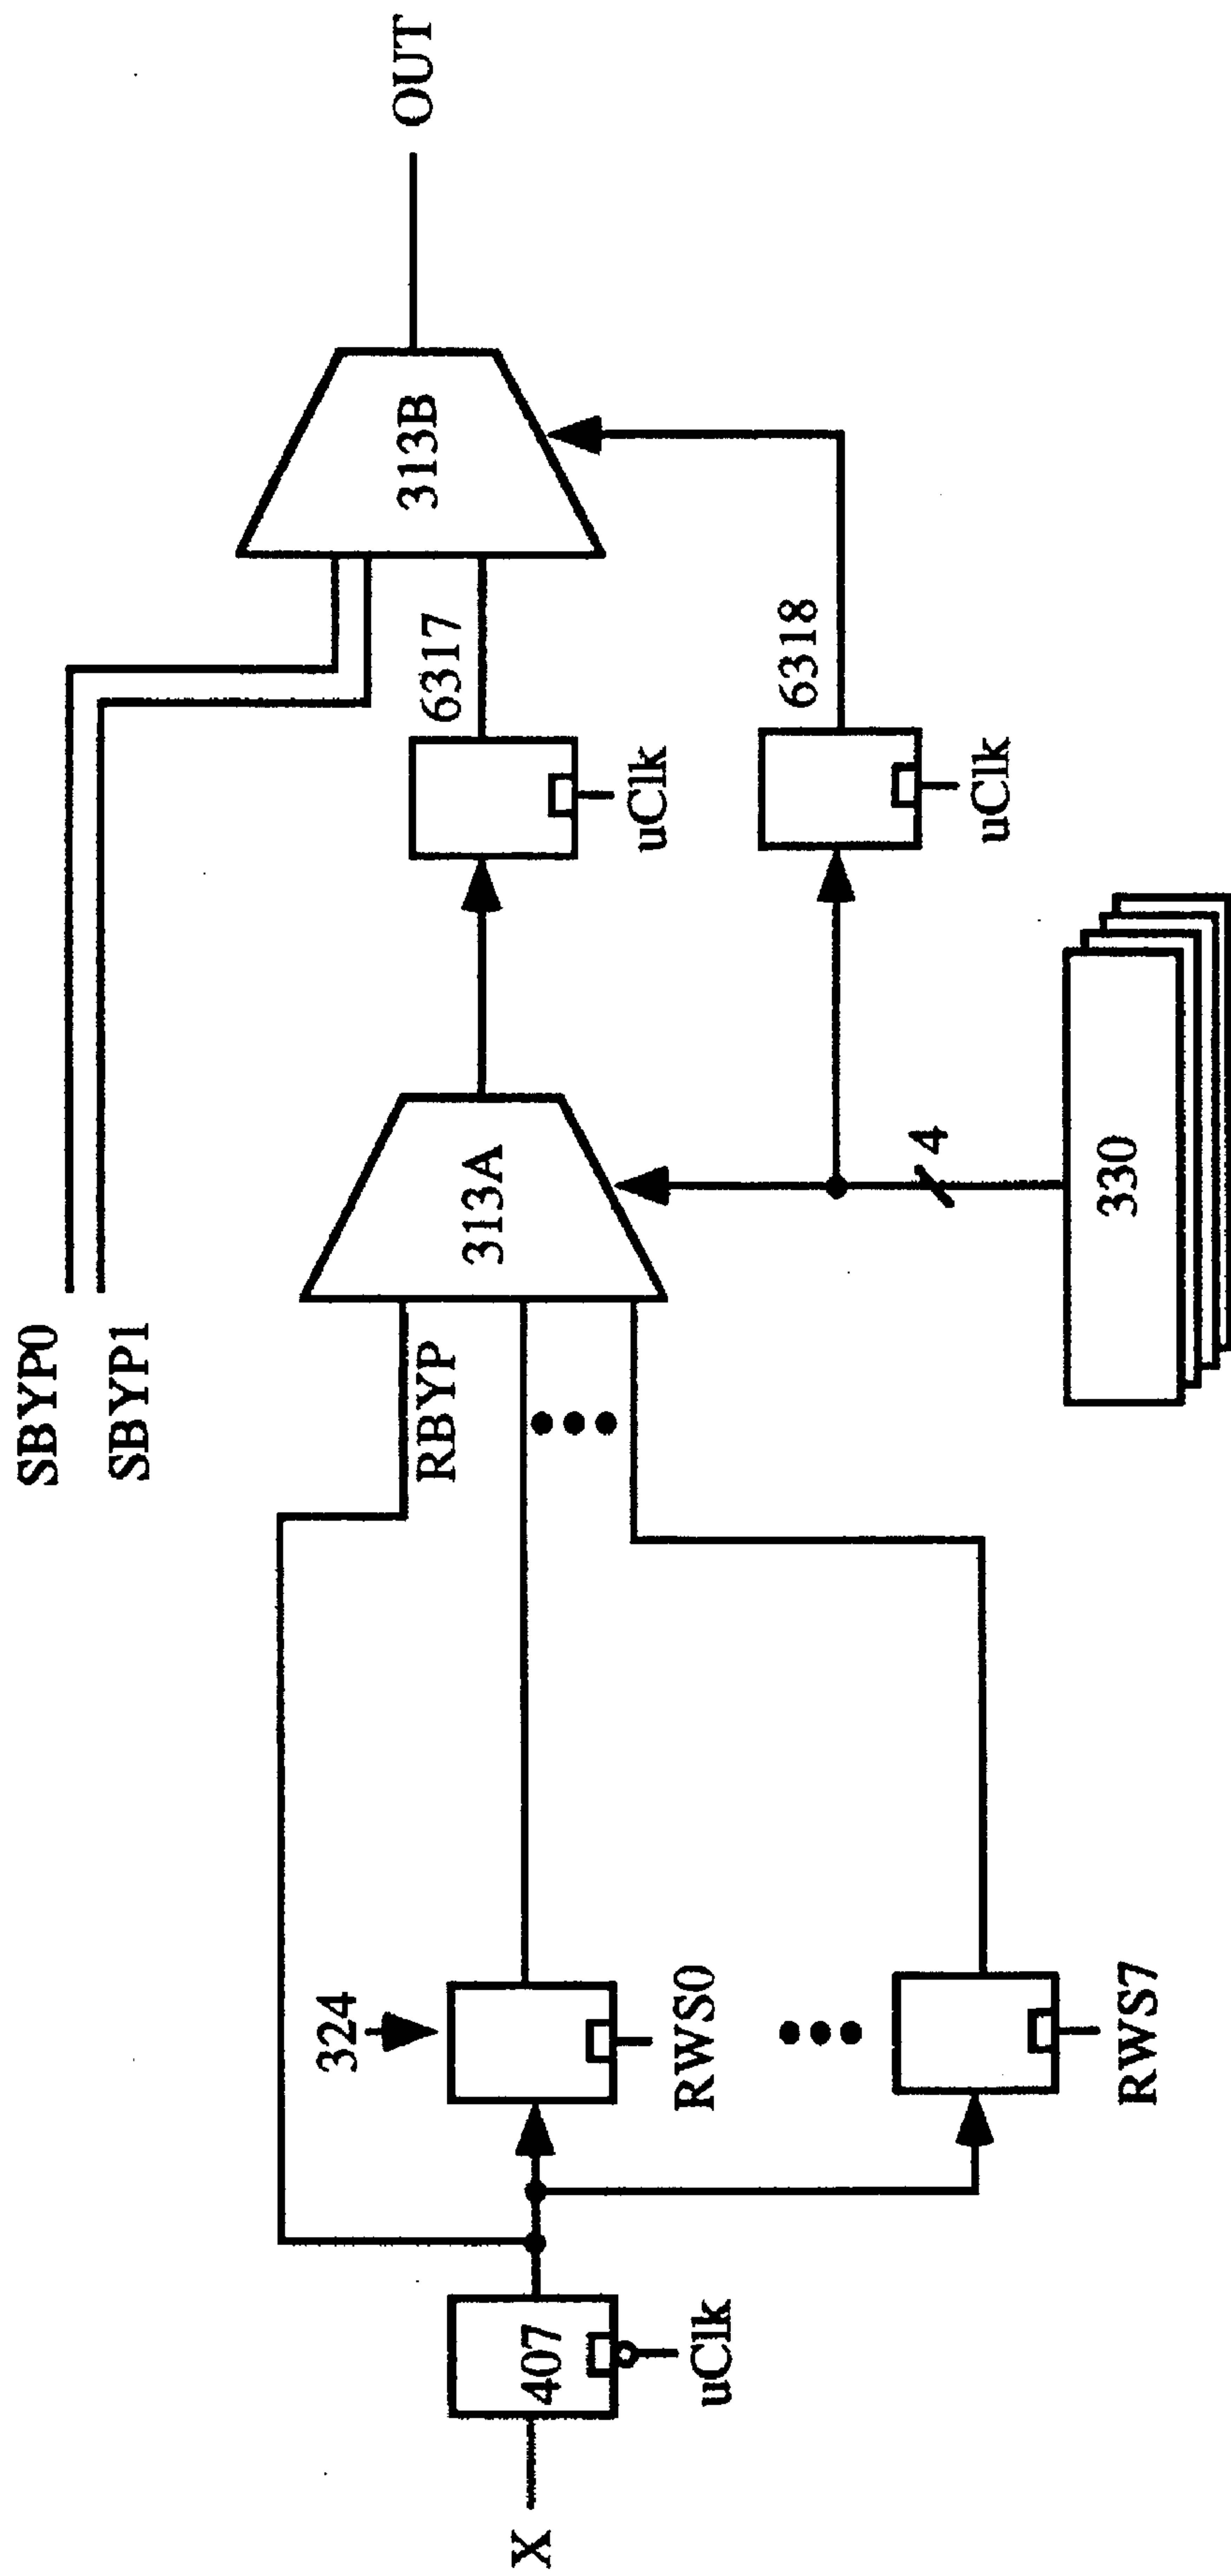 SBYP0
SBYP1
OUT
313B
6317
uClk
6318
uClk
313A
RBYP
4
330
324
RWS0
RWS7
407
uClk
X